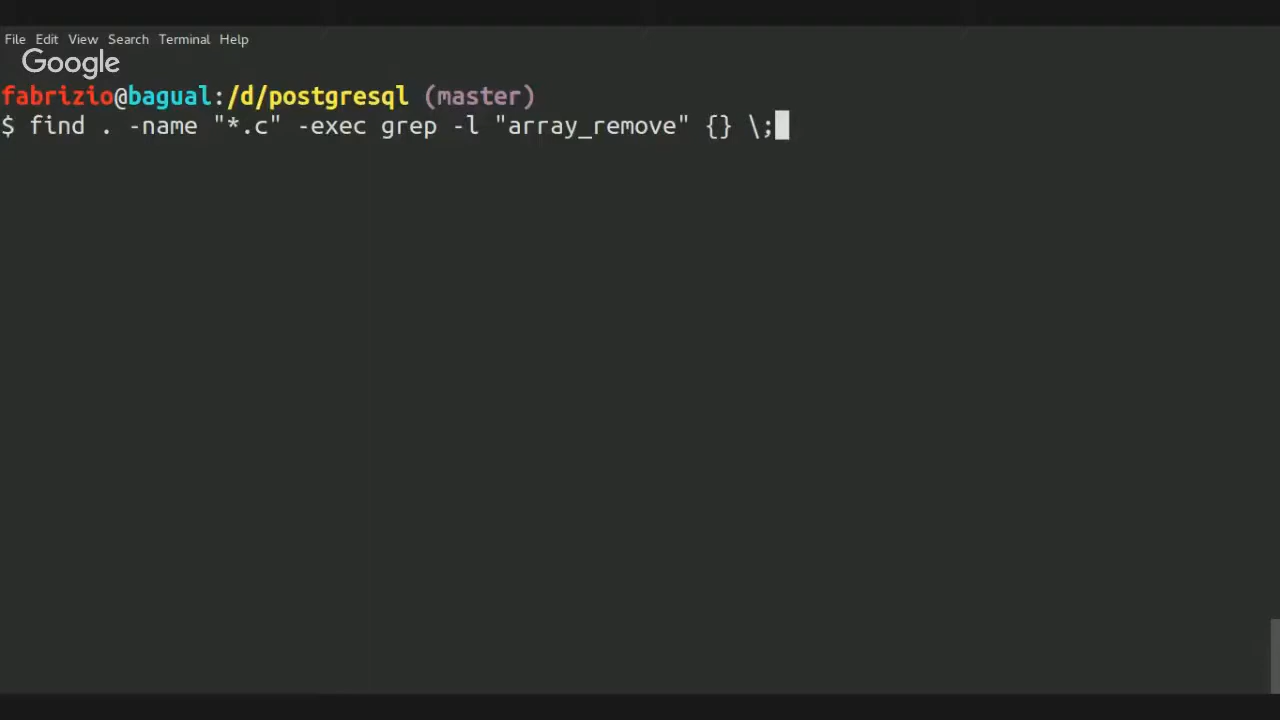 File Edit View Search Terminal Help
Google
fabrizio@bagual:/d/postgresql (master)
$ find . -name "*.c" -exec grep -l "array_remove" {} \;